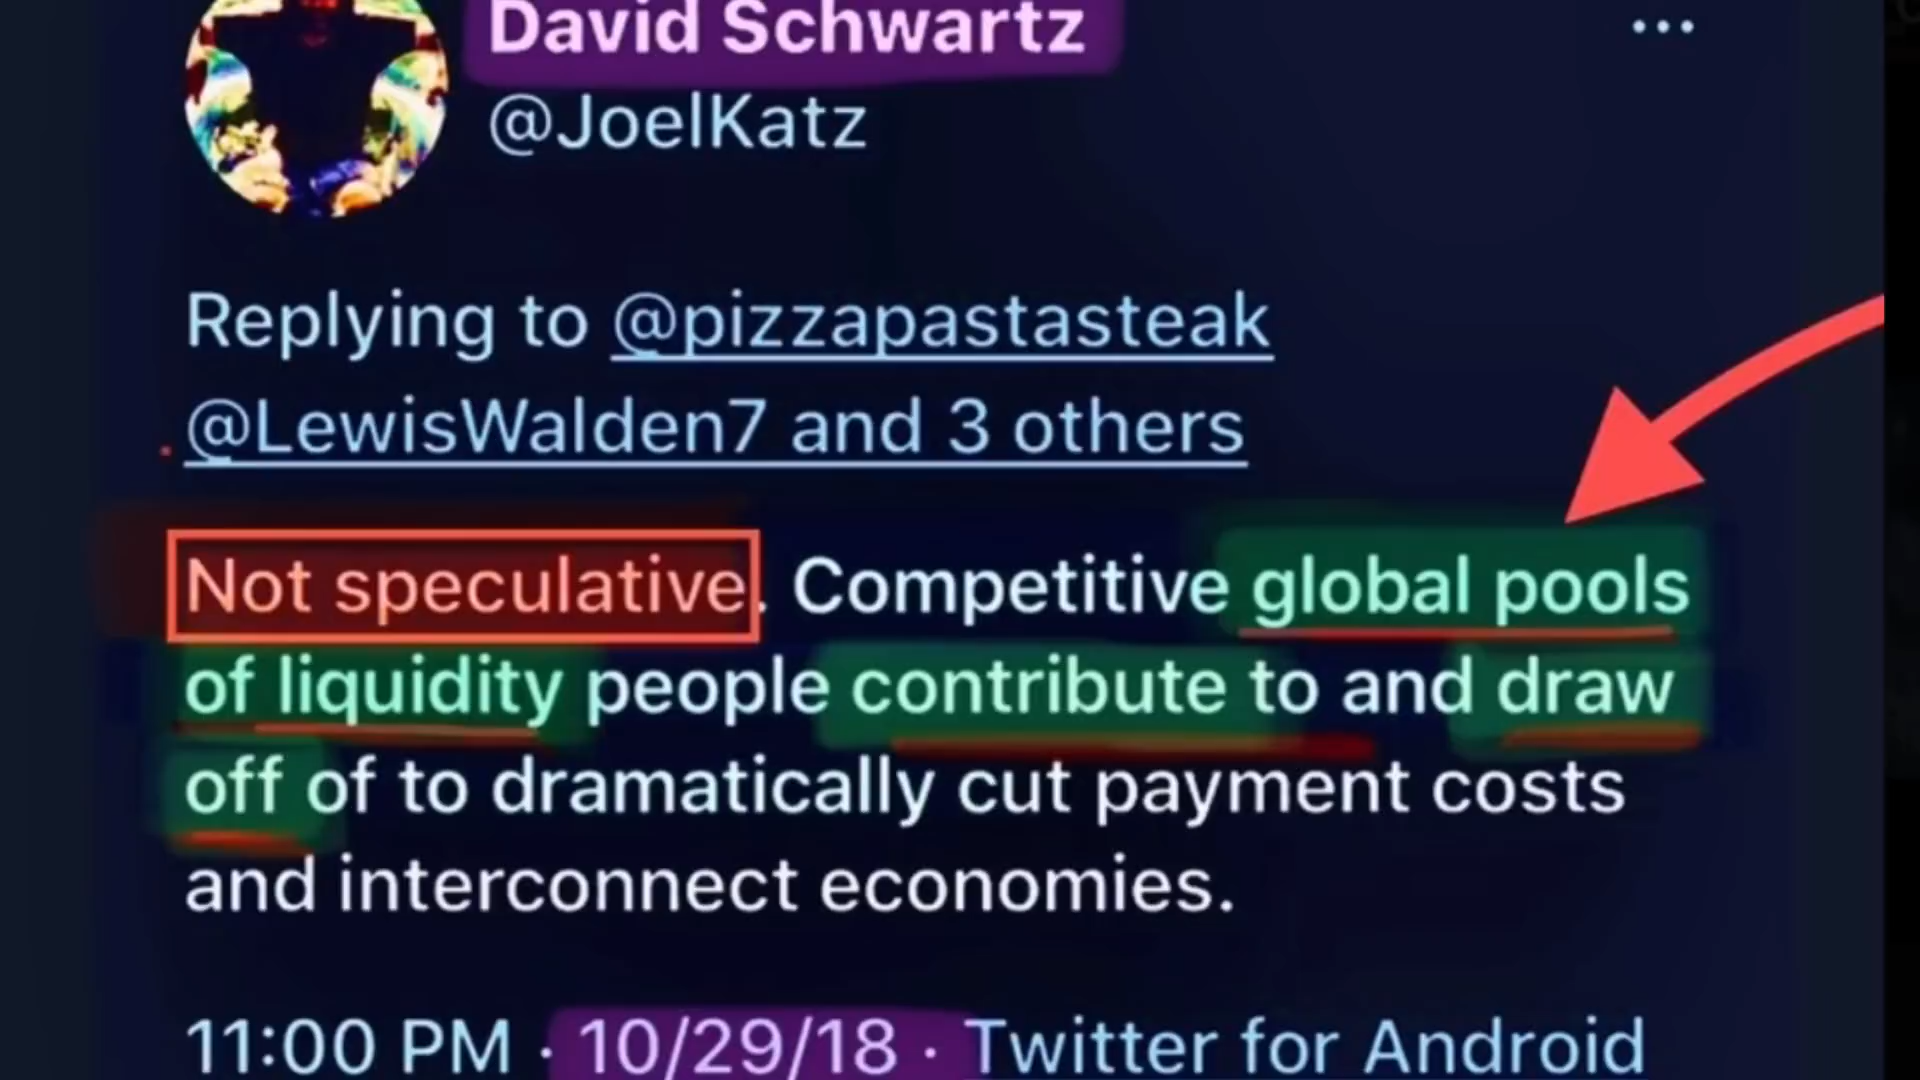 David Schwartz
@JoelKatz
Replying to @pizzapastasteak
@LewisWalden7 and 3 others
Not speculative. Competitive global pools
of liquidity people contribute to and draw
off of to dramatically cut payment costs
and interconnect economies.
11:00 PM · 10/29/18 · Twitter for Android